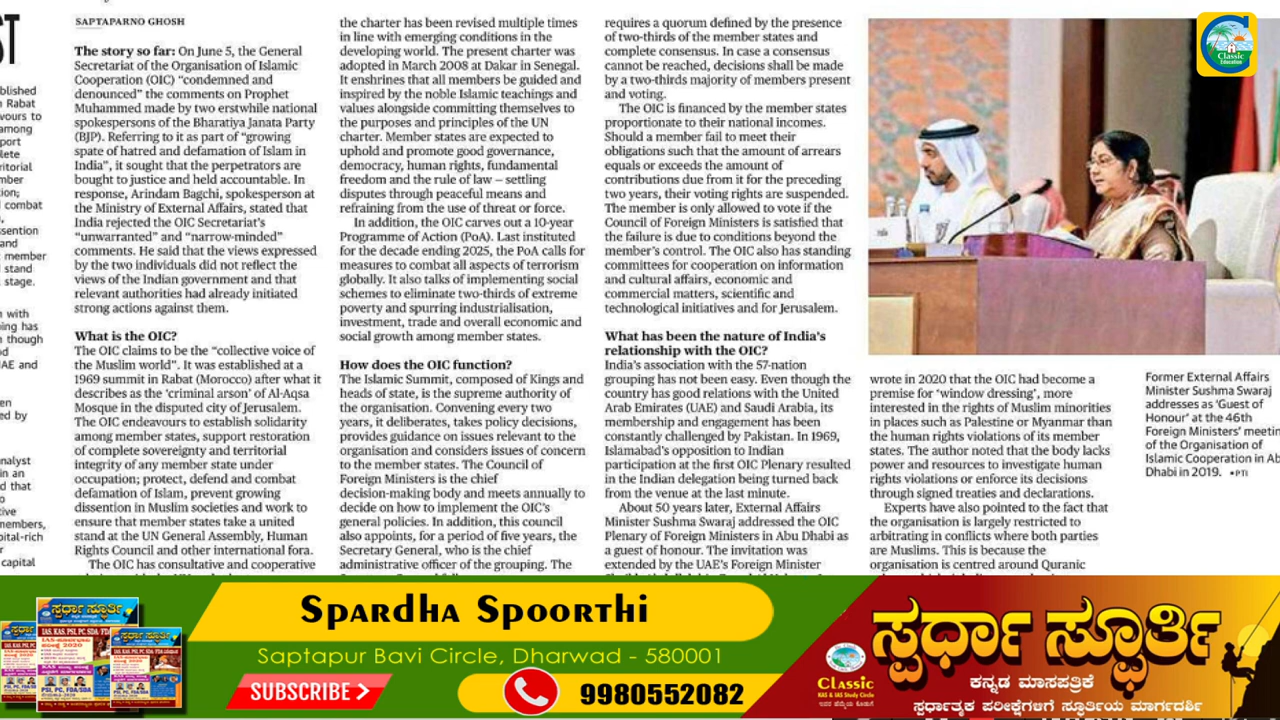 ST
blished
n Rabat
vours to
among
port
lete
ritorial
mber
ion;
combat
ssention
and
member
stand
stage.
n with
ing has
n though
AE and
en
ed by
nalyst
in an
d that
o
tive
members,
pital-rich
r
capital
SAPTAPARNO GHOSH
The story so far: On June 5, the General
Secretariat of the Organisation of Islamic
Cooperation (OIC) “condemned and
denounced” the comments on Prophet
Muhammed made by two erstwhile national
spokespersons of the Bharatiya Janata Party
(BJP). Referring to it as part of “growing
spate of hatred and defamation of Islam in
India”, it sought that the perpetrators are
bought to justice and held accountable. In
response, Arindam Bagchi, spokesperson at
the Ministry of External Affairs, stated that
India rejected the OIC Secretariat’s
“unwarranted” and “narrow-minded”
comments. He said that the views expressed
by the two individuals did not reflect the
views of the Indian government and that
relevant authorities had already initiated
strong actions against them.
What is the OIC?
The OIC claims to be the “collective voice of
the Muslim world”. It was established at a
1969 summit in Rabat (Morocco) after what it
describes as the ‘criminal arson’ of Al-Aqsa
Mosque in the disputed city of Jerusalem.
The OIC endeavours to establish solidarity
among member states, support restoration
of complete sovereignty and territorial
integrity of any member state under
occupation; protect, defend and combat
defamation of Islam, prevent growing
dissention in Muslim societies and work to
ensure that member states take a united
stand at the UN General Assembly, Human
Rights Council and other international fora.
The OIC has consultative and cooperative
the charter has been revised multiple times
in line with emerging conditions in the
developing world. The present charter was
adopted in March 2008 at Dakar in Senegal.
It enshrines that all members be guided and
inspired by the noble Islamic teachings and
values alongside committing themselves to
the purposes and principles of the UN
charter. Member states are expected to
uphold and promote good governance,
democracy, human rights, fundamental
freedom and the rule of law – settling
disputes through peaceful means and
refraining from the use of threat or force.
In addition, the OIC carves out a 10-year
Programme of Action (PoA). Last instituted
for the decade ending 2025, the PoA calls for
measures to combat all aspects of terrorism
globally. It also talks of implementing social
schemes to eliminate two-thirds of extreme
poverty and spurring industrialisation,
investment, trade and overall economic and
social growth among member states.
How does the OIC function?
The Islamic Summit, composed of Kings and
heads of state, is the supreme authority of
the organisation. Convening every two
years, it deliberates, takes policy decisions,
provides guidance on issues relevant to the
organisation and considers issues of concern
to the member states. The Council of
Foreign Ministers is the chief
decision-making body and meets annually to
decide on how to implement the OIC’s
general policies. In addition, this council
also appoints, for a period of five years, the
Secretary General, who is the chief
administrative officer of the grouping. The
requires a quorum defined by the presence
of two-thirds of the member states and
complete consensus. In case a consensus
cannot be reached, decisions shall be made
by a two-thirds majority of members present
and voting.
The OIC is financed by the member states
proportionate to their national incomes.
Should a member fail to meet their
obligations such that the amount of arrears
equals or exceeds the amount of
contributions due from it for the preceding
two years, their voting rights are suspended.
The member is only allowed to vote if the
Council of Foreign Ministers is satisfied that
the failure is due to conditions beyond the
member’s control. The OIC also has standing
committees for cooperation on information
and cultural affairs, economic and
commercial matters, scientific and
technological initiatives and for Jerusalem.
What has been the nature of India’s
relationship with the OIC?
India’s association with the 57-nation
grouping has not been easy. Even though the
country has good relations with the United
Arab Emirates (UAE) and Saudi Arabia, its
membership and engagement has been
constantly challenged by Pakistan. In 1969,
Islamabad’s opposition to Indian
participation at the first OIC Plenary resulted
in the Indian delegation being turned back
from the venue at the last minute.
About 50 years later, External Affairs
Minister Sushma Swaraj addressed the OIC
Plenary of Foreign Ministers in Abu Dhabi as
a guest of honour. The invitation was
extended by the UAE’s Foreign Minister
wrote in 2020 that the OIC had become a
premise for ‘window dressing’, more
interested in the rights of Muslim minorities
in places such as Palestine or Myanmar than
the human rights violations of its member
states. The author noted that the body lacks
power and resources to investigate human
rights violations or enforce its decisions
through signed treaties and declarations.
Experts have also pointed to the fact that
the organisation is largely restricted to
arbitrating in conflicts where both parties
are Muslims. This is because the
organisation is centred around Quranic
Former External Affairs
Minister Sushma Swaraj
addresses as ‘Guest of
Honour’ at the 46th
Foreign Ministers’ meetin
of the Organisation of
Islamic Cooperation in Ab
Dhabi in 2019. •PTI
Classic
Education
Spardha Spoorthi
Saptapur Bavi Circle, Dharwad - 580001
SUBSCRIBE
9980552082
ಸ್ಪರ್ಧಾ ಸ್ಫೂರ್ತಿ
ಕನ್ನಡ ಮಾಸಪತ್ರಿಕೆ
ಸ್ಪರ್ಧಾತ್ಮಕ ಪರೀಕ್ಷೆಗಳಿಗೆ ಸ್ಫೂರ್ತಿಯ ಮಾರ್ಗದರ್ಶಿ
Classic
KAS & IAS Study Circle